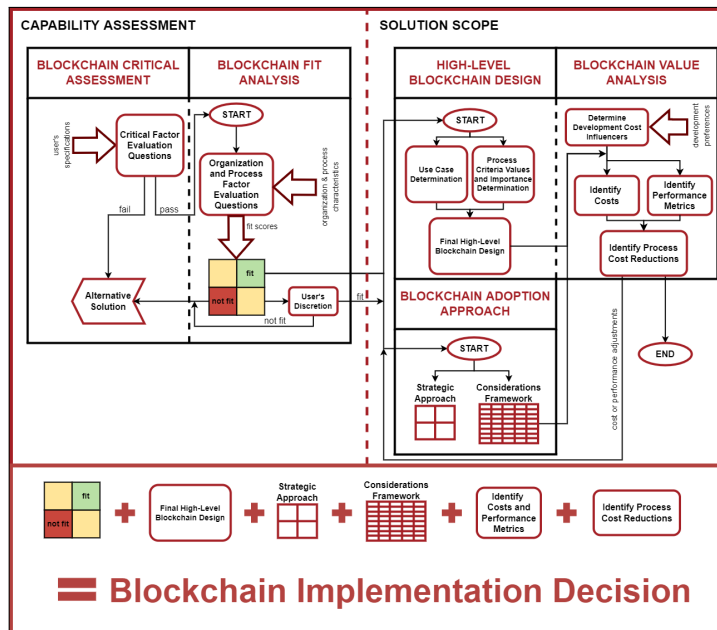 CAPABILITY ASSESSMENT
SOLUTION SCOPE
BLOCKCHAIN CRITICAL
ASSESSMENT
BLOCKCHAIN FIT
ANALYSIS
HIGH-LEVEL
BLOCKCHAIN DESIGN
BLOCKCHAIN VALUE
ANALYSIS
user's
specifications
Critical Factor
Evaluation
Questions
fail
pass
Alternative
Solution
START
Organization
and Process
Factor
Evaluation
Questions
organization & process
characteristics
fit scores
fit
not fit
User's
Discretion
not fit
fit
START
Use Case
Determination
Process
Criteria Values
and Importance
Determination
Final High-Level
Blockchain Design
Determine
Development Cost
Influencers
development
preferences
Identify
Costs
Identify
Performance
Metrics
Identify Process
Cost Reductions
BLOCKCHAIN ADOPTION
APPROACH
START
Strategic
Approach
Considerations
Framework
cost or performance adjustments
END
fit
not fit
+
Final High-Level
Blockchain Design
+
Strategic
Approach
+
Considerations
Framework
+
Identify
Costs and
Performance
Metrics
+
Identify Process
Cost Reductions
= Blockchain Implementation Decision